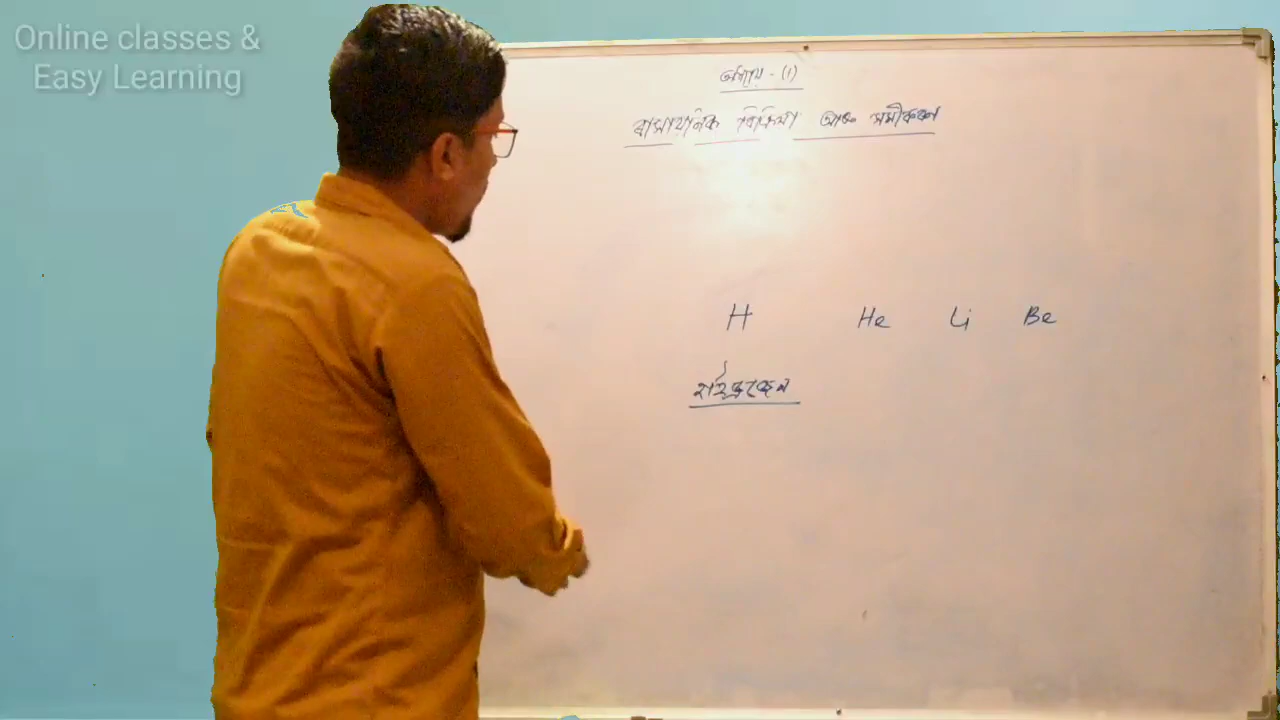 Online classes &
Easy Learning
অধ্যায় - (1)
ৰাসায়নিক বিক্ৰিয়া আৰু সমীকৰণ
H He Li Be
হাইড্ৰজেন